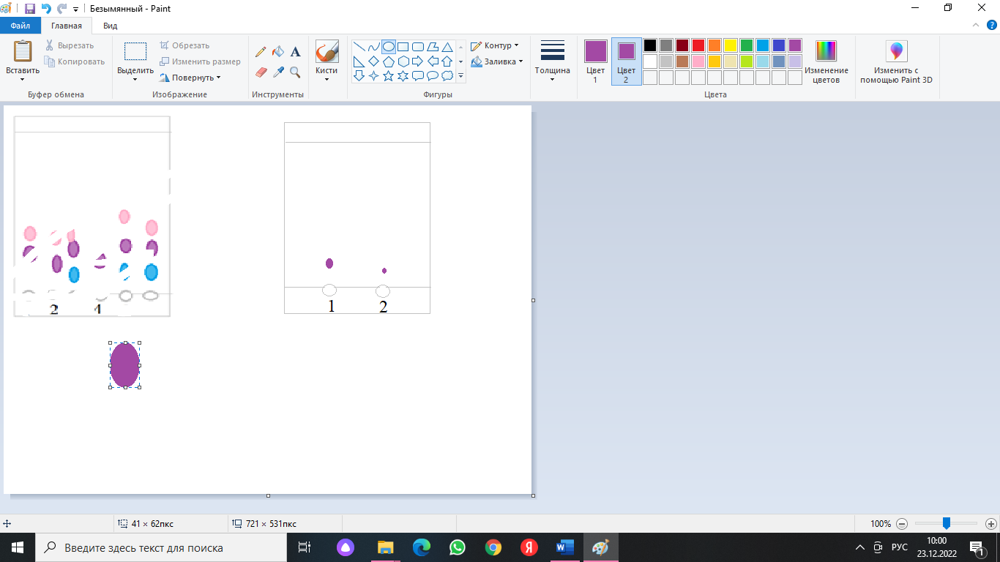 Безымянный - Paint
Файл
Главная
Вид
Вставить
Вырезать
Копировать
Буфер обмена
Выделить
Обрезать
Изменить размер
Повернуть
Изображение
Инструменты
Кисти
Контур
Заливка
Фигуры
Толщина
Цвет
1
Цвет
2
Изменение
цветов
Цвета
Изменить с
помощью Paint 3D
2
1
2
41 × 62пкс
721 × 531пкс
100%
Введите здесь текст для поиска
РУС
10:00
23.12.2022
1